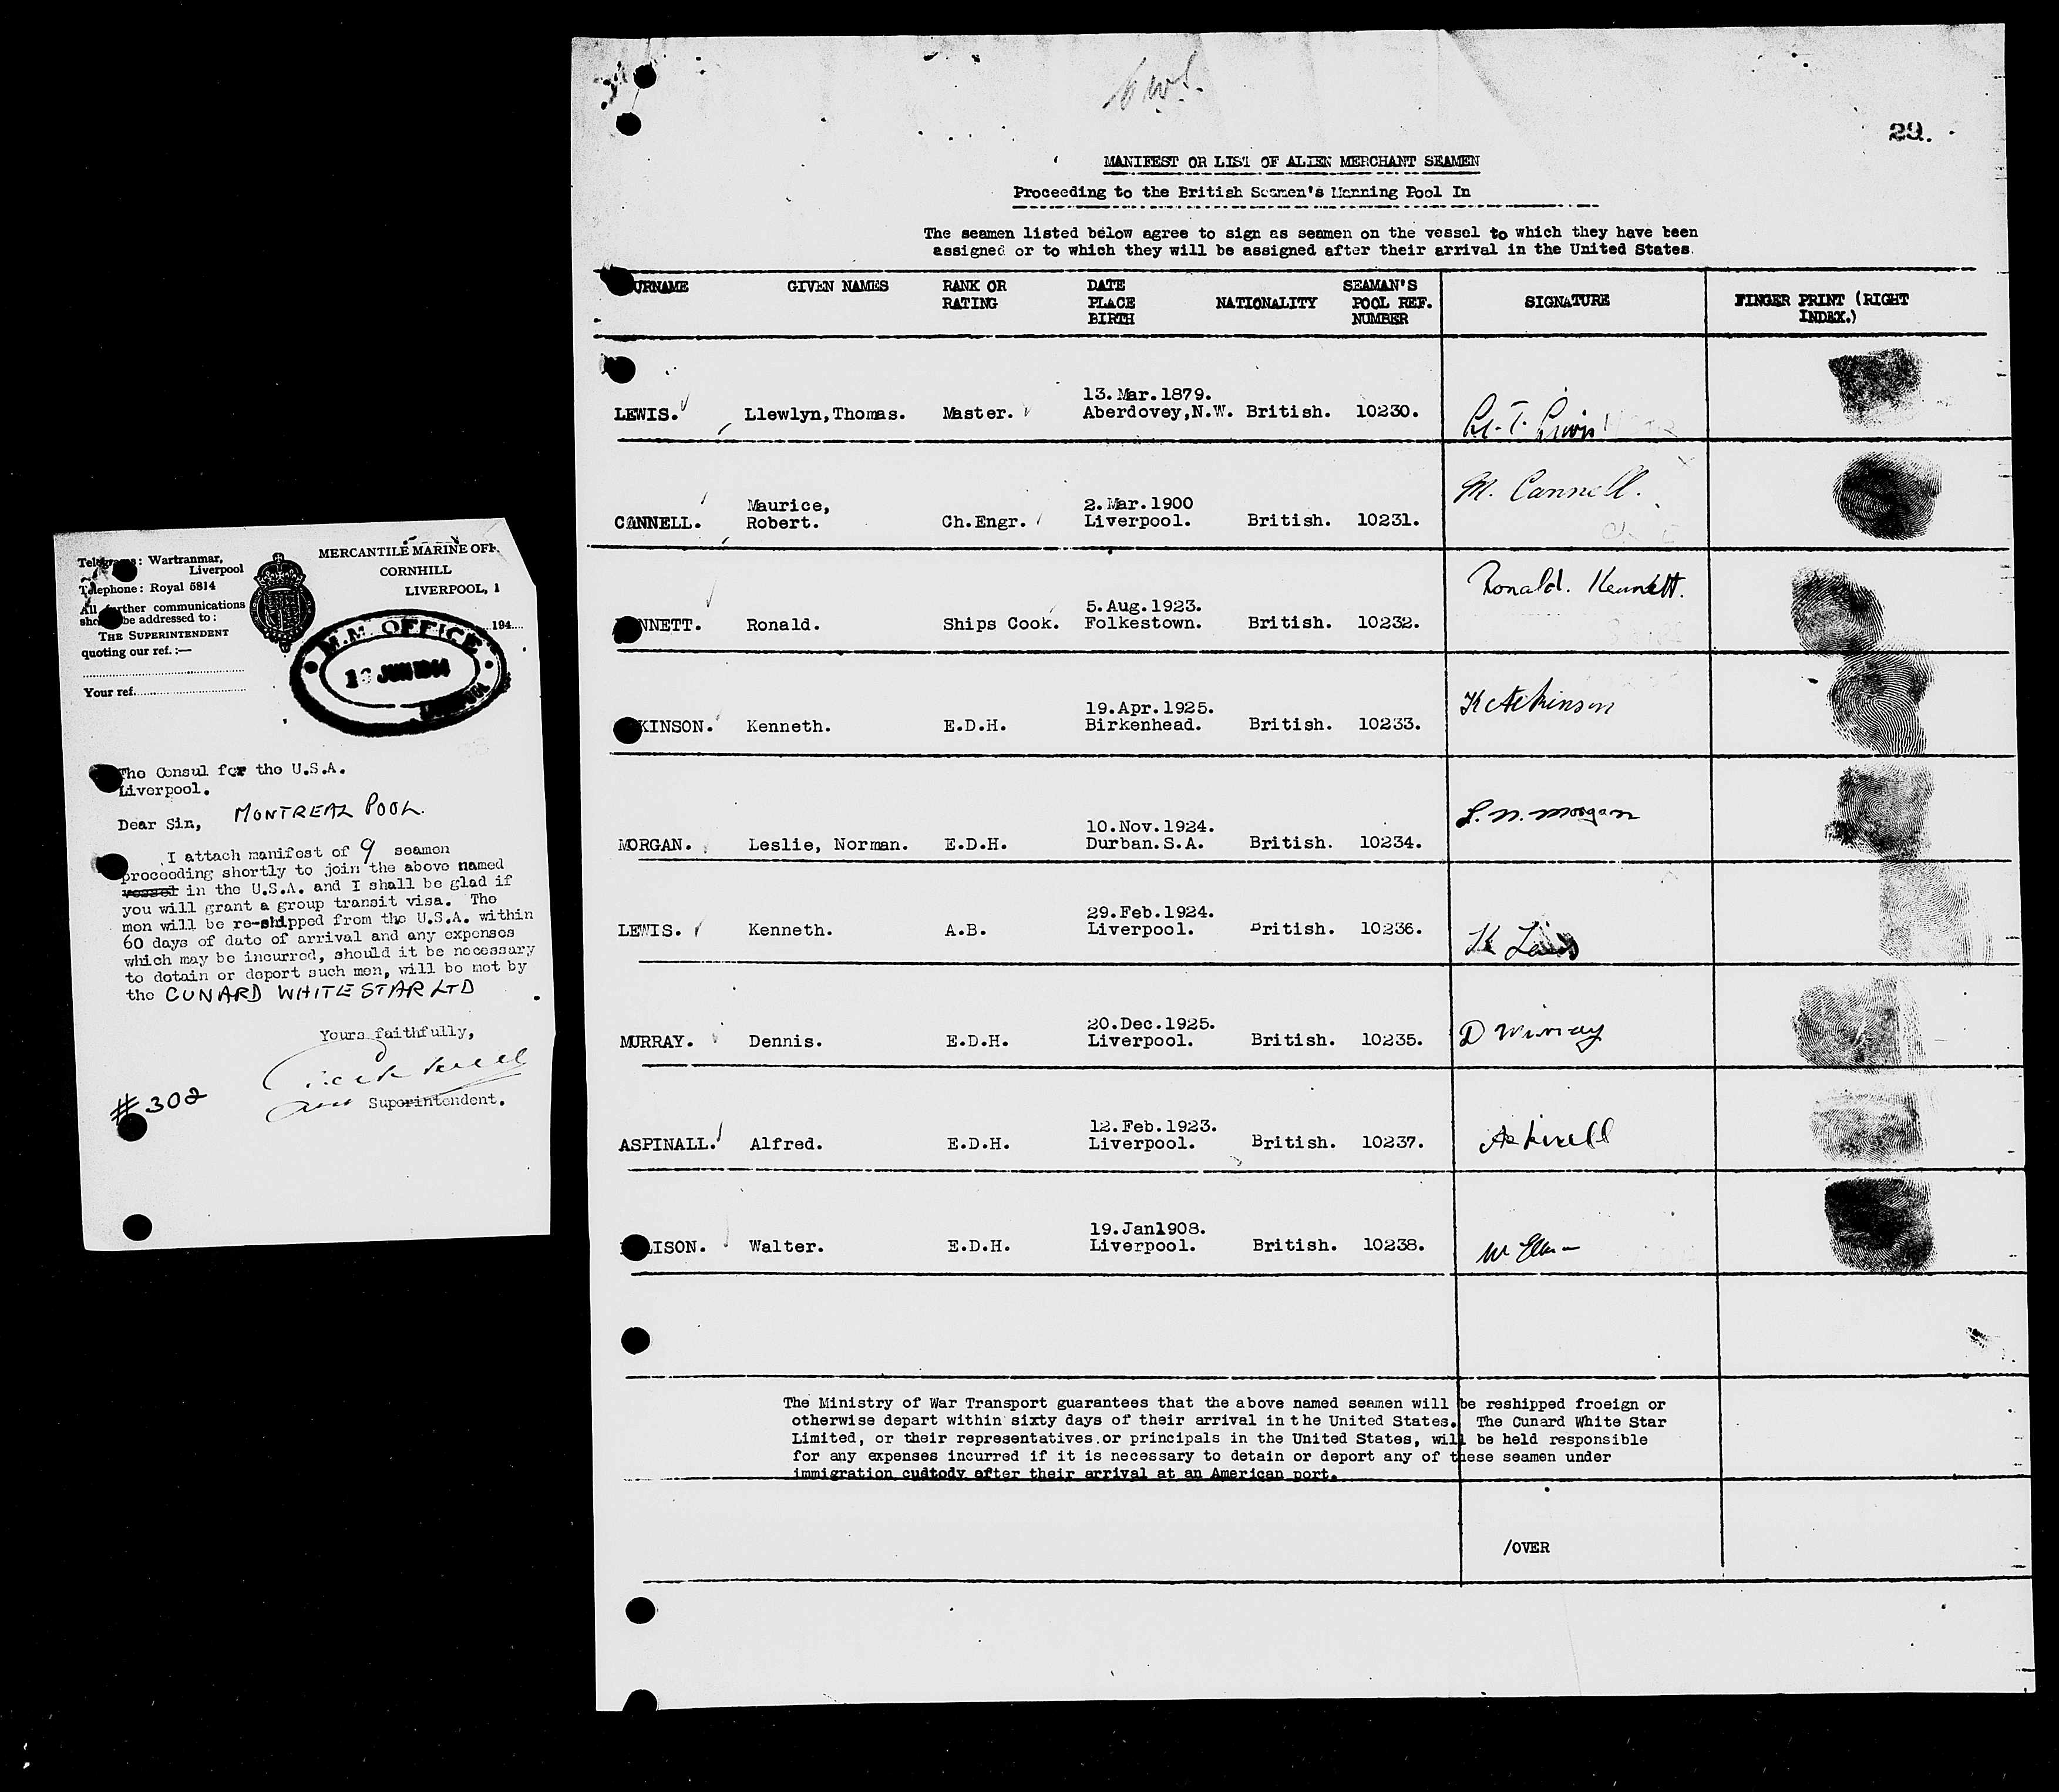 Wartranmar,
Liverpool
Telephone: Royal 5814
All further communications
should be addressed to:
THE SUPERINTENDENT
quoting our ref.:—
Your ref.
MERCANTILE MARINE OFF.
CORNHILL
LIVERPOOL, 1
194
M.M. OFFICE
JUN 1944
The Consul for the U.S.A.
Liverpool.
MONTREAL POOL.
Dear Sir,
I attach manifest of 9 seamen
proceeding shortly to join the above named
vessel in the U.S.A. and I shall be glad if
you will grant a group transit visa. The
men will be re-shipped from the U.S.A. within
60 days of date of arrival and any expenses
which may be incurred, should it be necessary
to detain or deport such men, will be met by
the CUNARD WHITE STAR LTD
Yours faithfully,
Superintendent.
#302
29.
MANIFEST OR LIST OF ALIEN MERCHANT SEAMEN
Proceeding to the British Seamen's Manning Pool In
The seamen listed below agree to sign as seamen on the vessel to which they have been
assigned or to which they will be assigned after their arrival in the United States.
SURNAME GIVEN NAMES RANK OR RATING DATE PLACE BIRTH NATIONALITY SEAMAN'S POOL REF. NUMBER SIGNATURE FINGER PRINT (RIGHT INDEX.)
13.Mar.1879.
LEWIS. Llewlyn,Thomas. Master. Aberdovey,N.W. British. 10230. Ll. T. Lewis
Maurice, 2.Mar.1900 M. Cannell.
CANNELL. Robert. Ch.Engr. Liverpool. British. 10231.
5.Aug.1923. Ronald. Kennett.
NNETT. Ronald. Ships Cook. Folkestown. British. 10232.
19.Apr.1925. K Atkinson
KINSON. Kenneth. E.D.H. Birkenhead. British. 10233.
10.Nov.1924. L. N. Morgan
MORGAN. Leslie, Norman. E.D.H. Durban.S.A. British. 10234.
29.Feb.1924.
LEWIS. Kenneth. A.B. Liverpool. British. 10236. K Lewis
20.Dec.1925.
MURRAY. Dennis. E.D.H. Liverpool. British. 10235. D Murray
12.Feb.1923.
ASPINALL. Alfred. E.D.H. Liverpool. British. 10237.
19.Jan1908.
LISON. Walter. E.D.H. Liverpool. British. 10238.
The Ministry of War Transport guarantees that the above named seamen will be reshipped froeign or
otherwise depart within sixty days of their arrival in the United States. The Cunard White Star
Limited, or their representatives.or principals in the United States, will be held responsible
for any expenses incurred if it is necessary to detain or deport any of these seamen under
immigration custody after their arrival at an American port.
/OVER